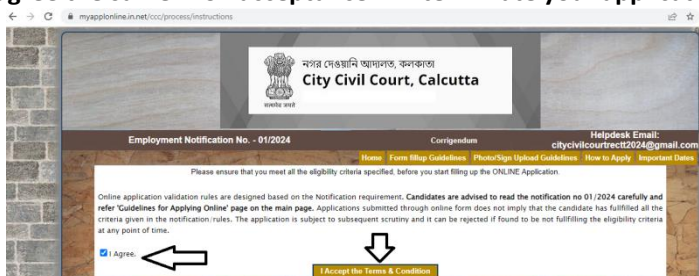 myapplonline.in.net/ccc/process/instructions
নগর দেওয়ানি আদালত, কলকাতা
City Civil Court, Calcutta
सत्यमेव जयते
Employment Notification No. - 01/2024
Corrigendum
Helpdesk Email:
citycivilcourtrectt2024@gmail.com
Home Form fillup Guidelines Photo/Sign Upload Guidelines How to Apply Important Dates
Please ensure that you meet all the eligibility criteria specified, before you start filling up the ONLINE Application.
Online application validation rules are designed based on the Notification requirement. Candidates are advised to read the notification no 01/2024 carefully and
refer 'Guidelines for Applying Online' page on the main page. Applications submitted through online form does not imply that the candidate has fullfilled all the
criteria given in the notification/rules. The application is subject to subsequent scrutiny and it can be rejected if found to be not fullfilling the eligibility criteria
at any point of time.
I Agree.
I Accept the Terms & Condition